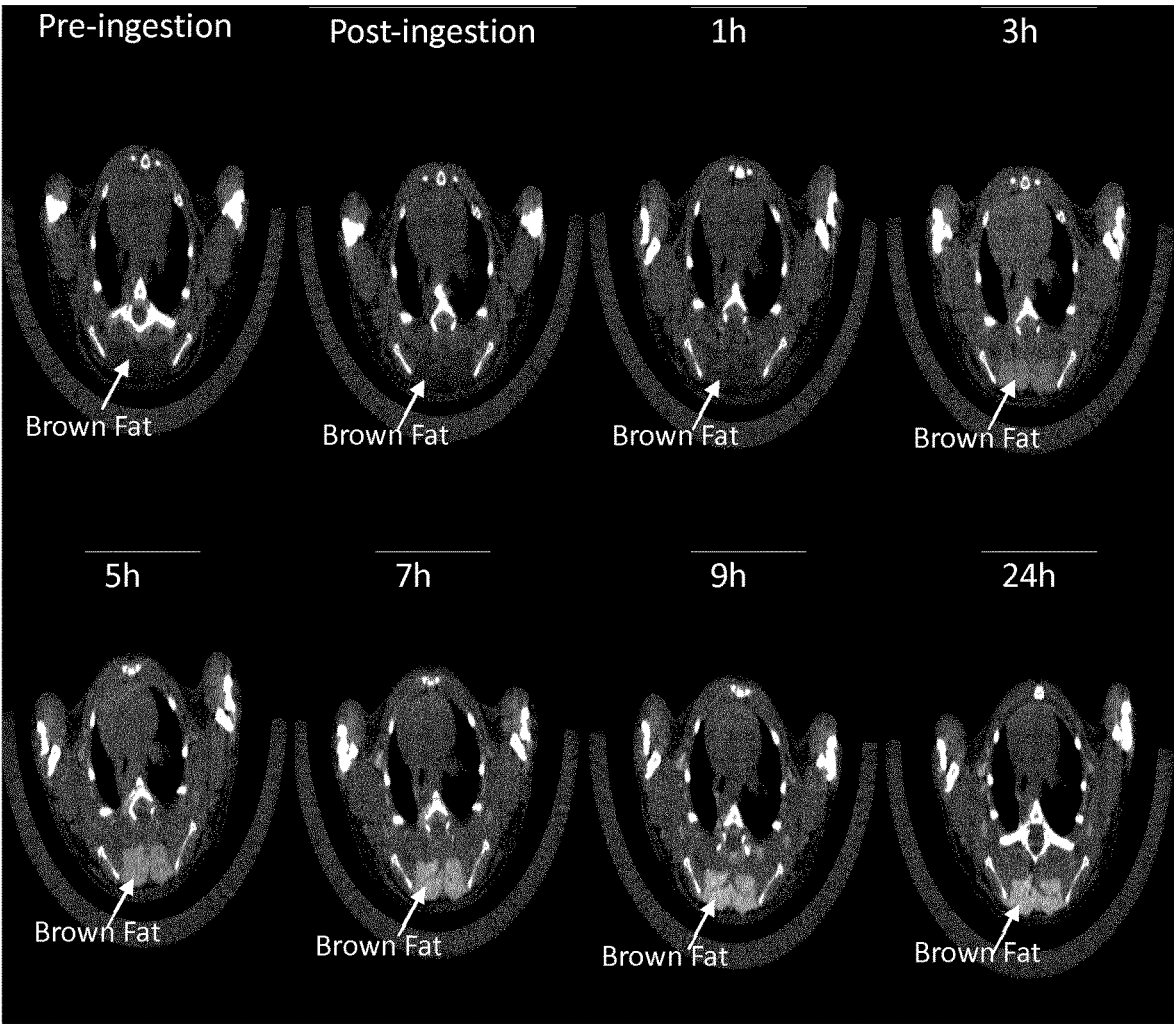 Pre-ingestion
Post-ingestion
1h
3h
Brown Fat
Brown Fat
Brown Fat
Brown Fat
5h
7h
9h
24h
Brown Fat
Brown Fat
Brown Fat
Brown Fat